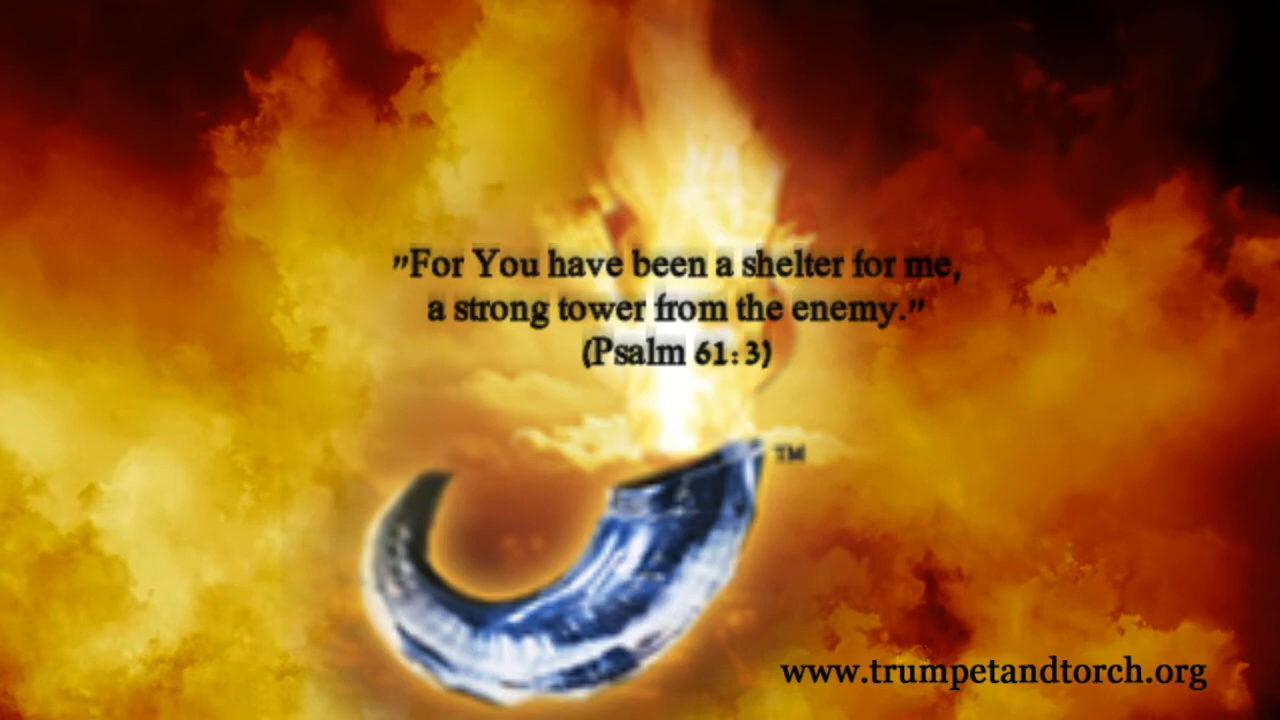 "For You have been a shelter for me,
a strong tower from the enemy."
(Psalm 61:3)
TM
www.trumpetandtorch.org